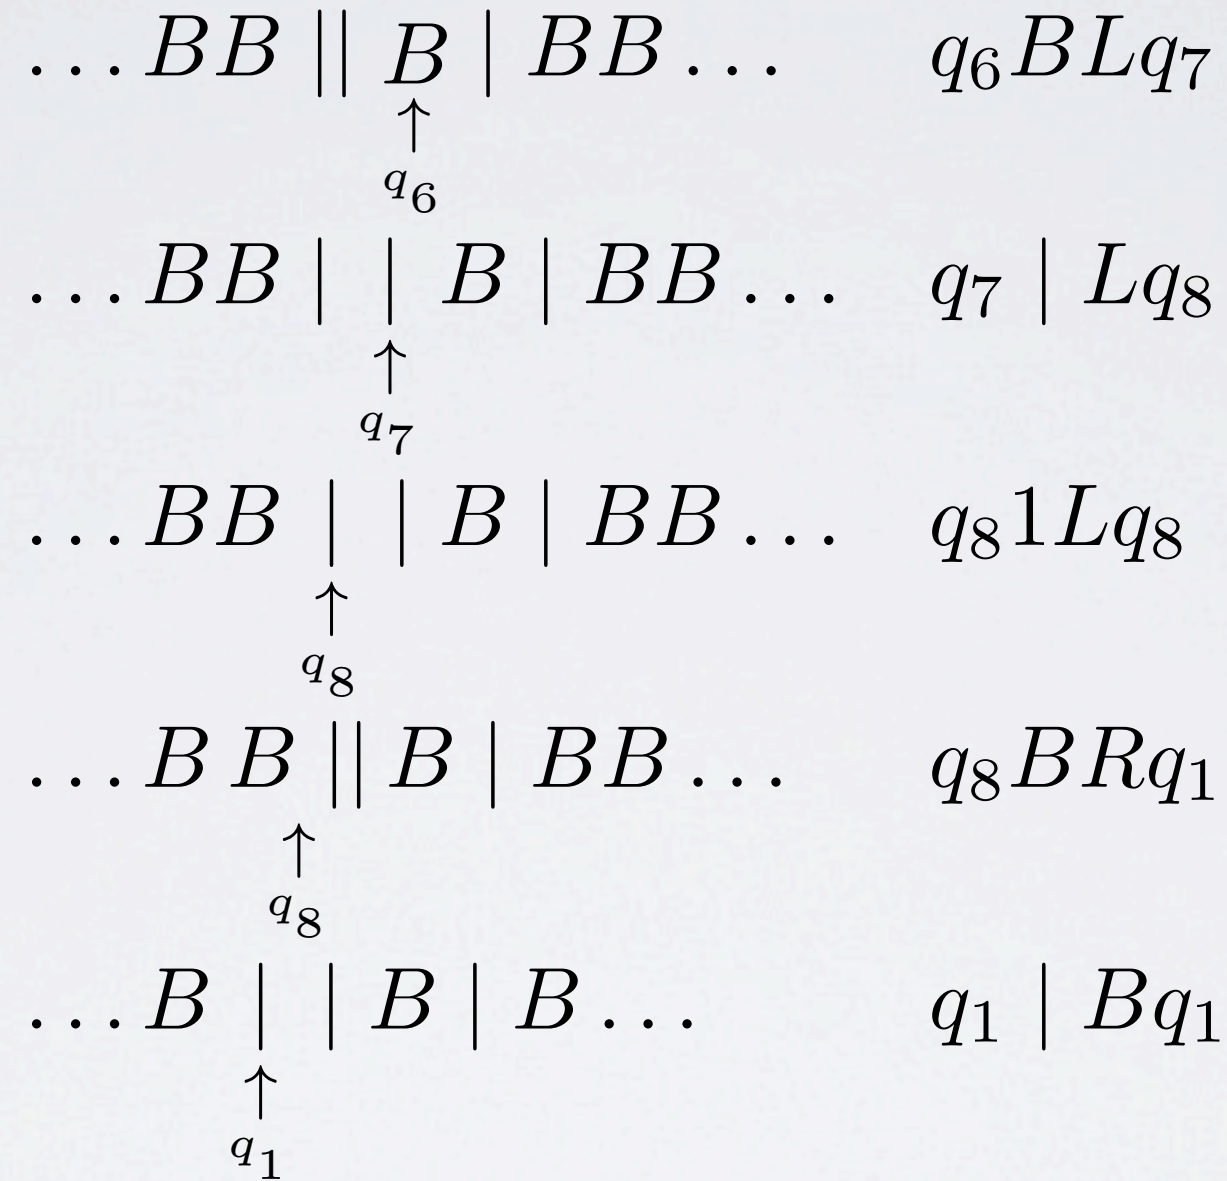 ...BB || B | BB... q₆BLq₇
↑
q₆
...BB | | B | BB... q₇ | Lq₈
↑
q₇
...BB | | B | BB... q₈1Lq₈
↑
q₈
...B B || B | BB... q₈BRq₁
↑
q₈
...B | | B | B... q₁ | Bq₁
↑
q₁